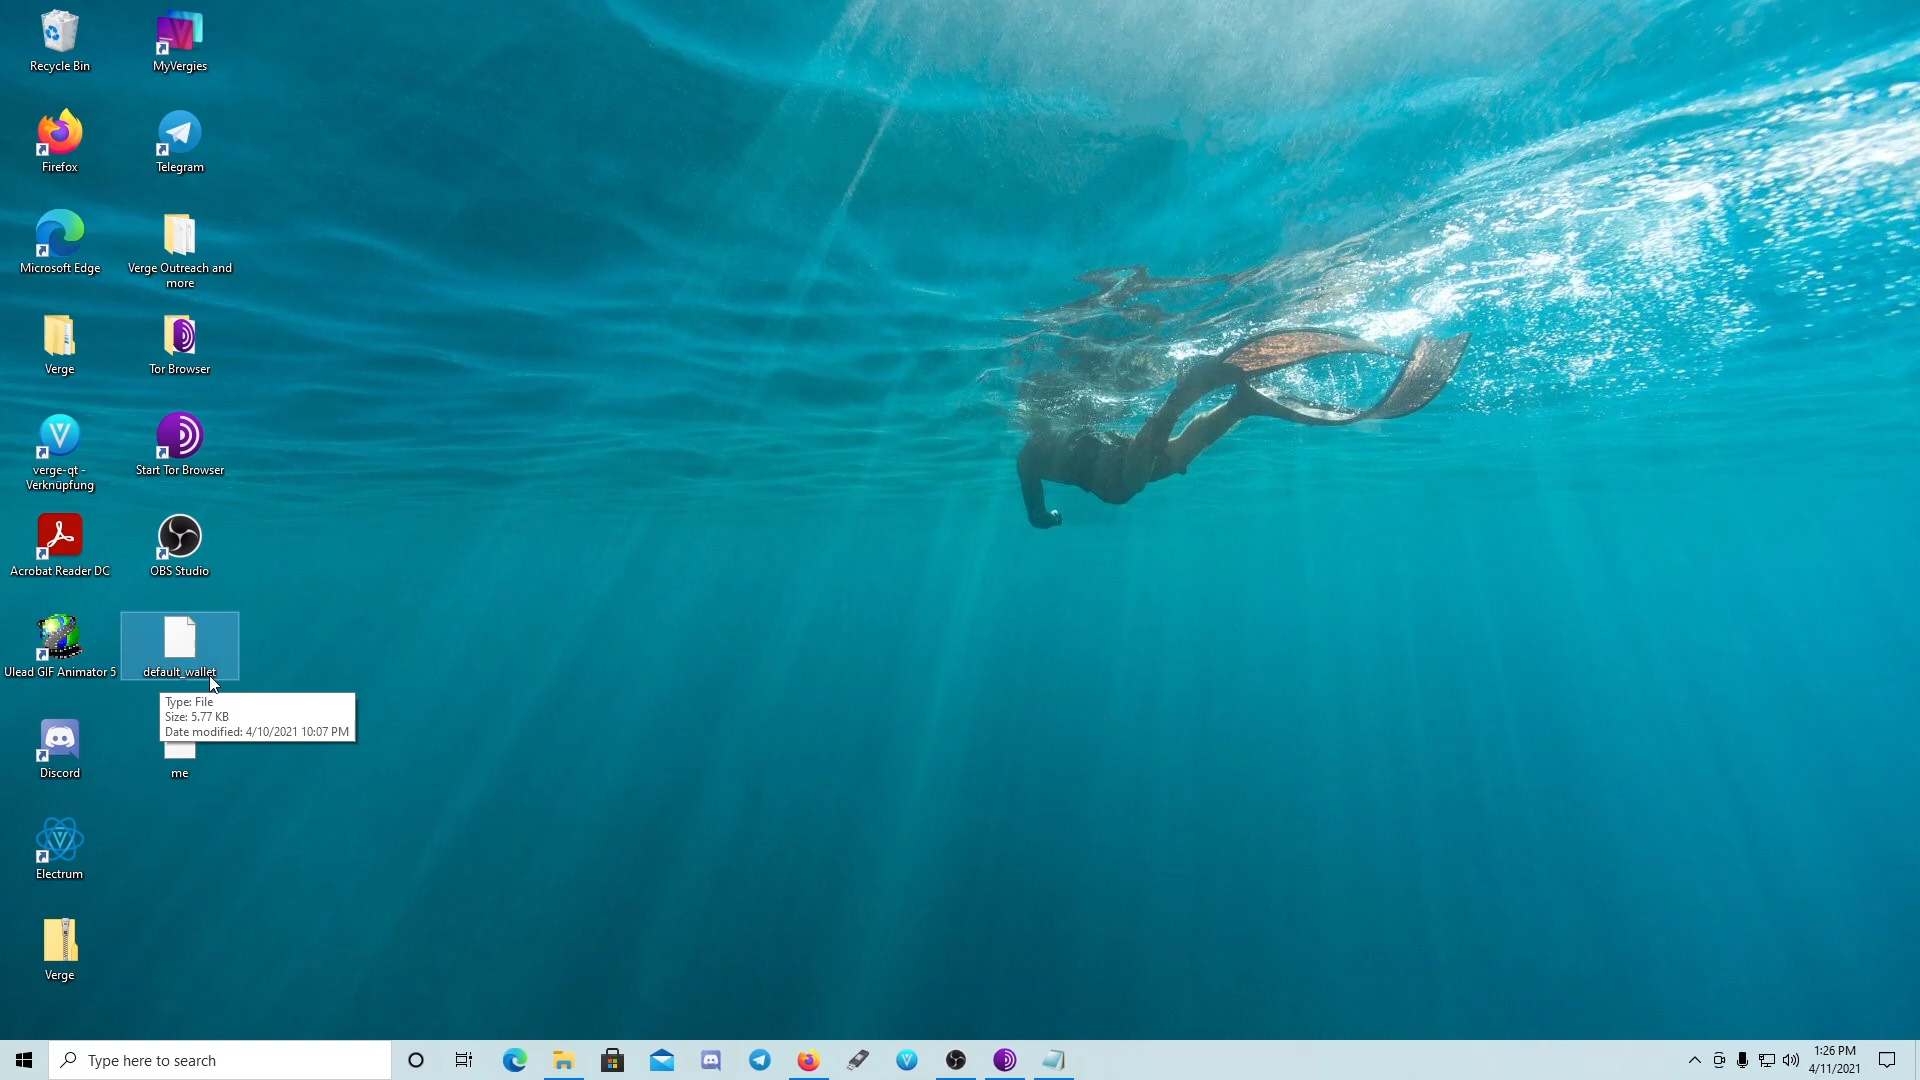 Recycle Bin
MyVergies
Firefox
Telegram
Microsoft Edge
Verge Outreach and
more
Verge
Tor Browser
verge-qt -
Verknüpfung
Start Tor Browser
Acrobat Reader DC
OBS Studio
Ulead GIF Animator 5
default_wallet
Type: File
Size: 5.77 KB
Date modified: 4/10/2021 10:07 PM
Discord
me
Electrum
Verge
Type here to search
1:26 PM
4/11/2021